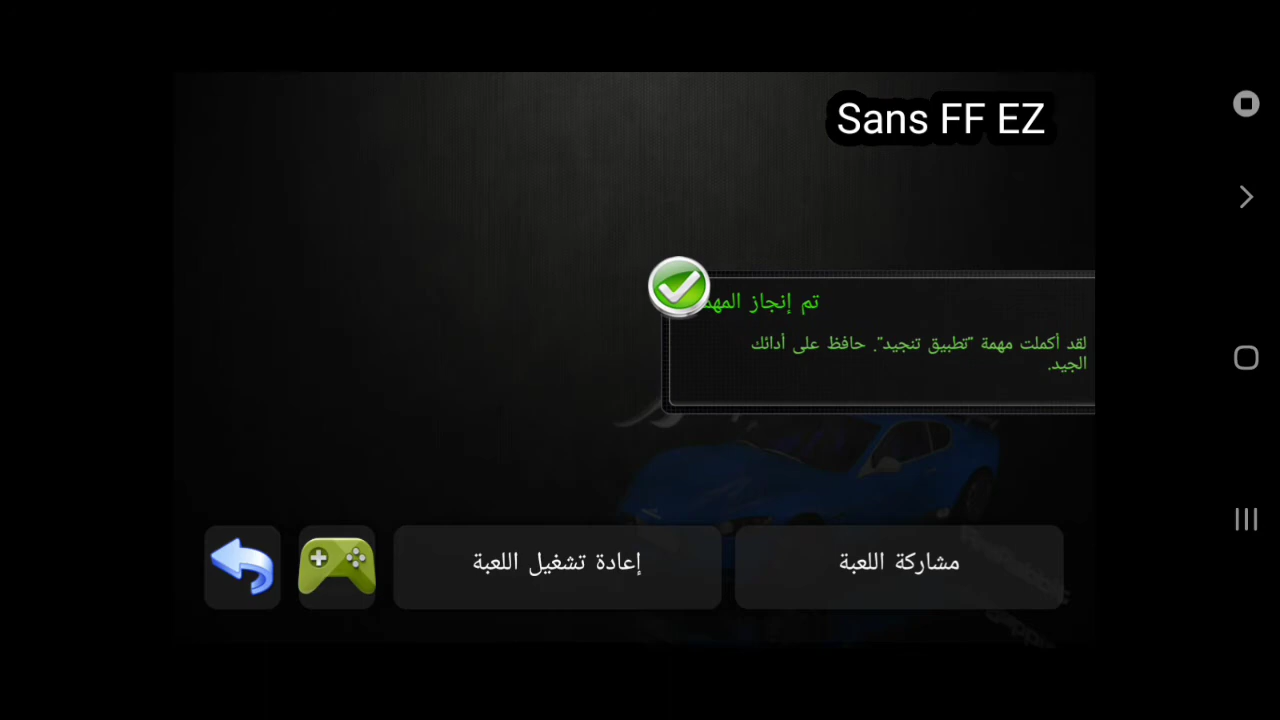 Sans FF EZ
تم إنجاز
لقد أكملت مهمة "تطبيق تنجيد". حافظ على أدائك
الجيد.
إعادة تشغيل اللعبة
مشاركة اللعبة